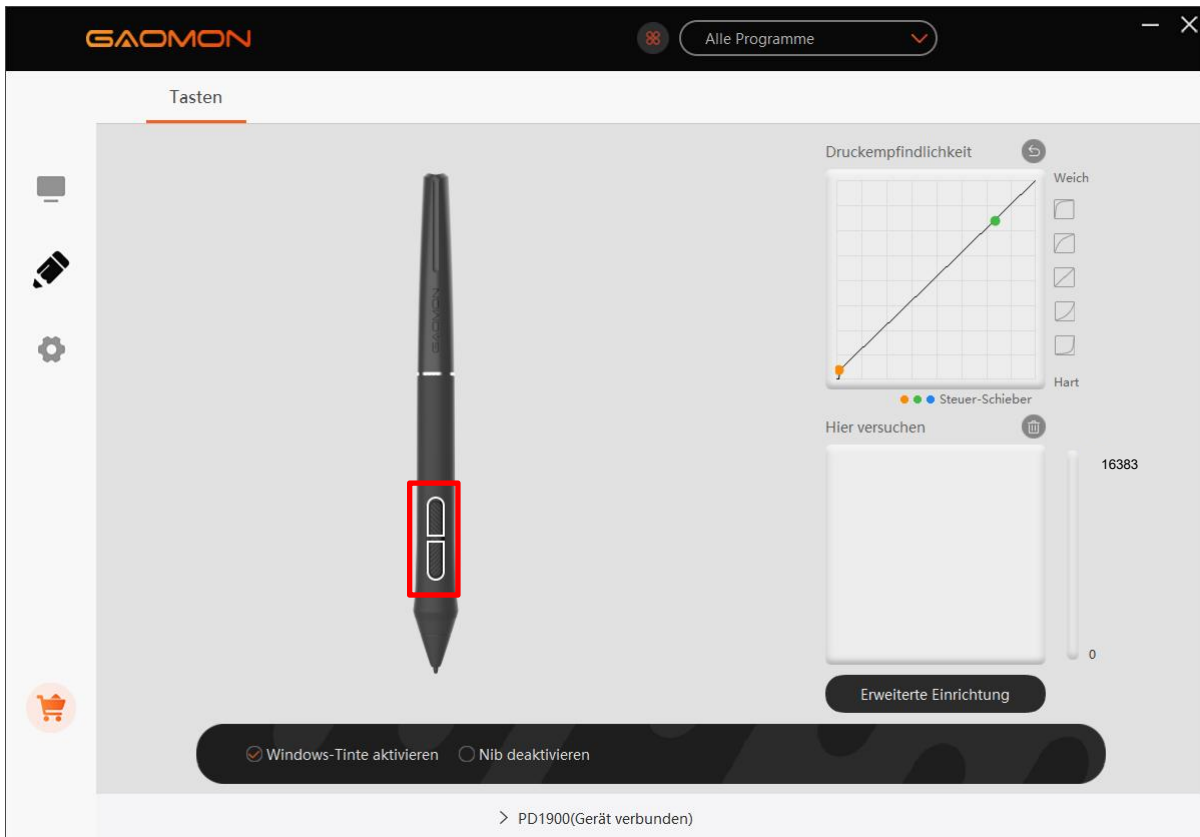 GAOMON
Alle Programme
Tasten
Druckempfindlichkeit
Weich
GAOMON
Hart
Steuer-Schieber
Hier versuchen
16383
0
Erweiterte Einrichtung
Windows-Tinte aktivieren
Nib deaktivieren
PD1900(Gerät verbunden)